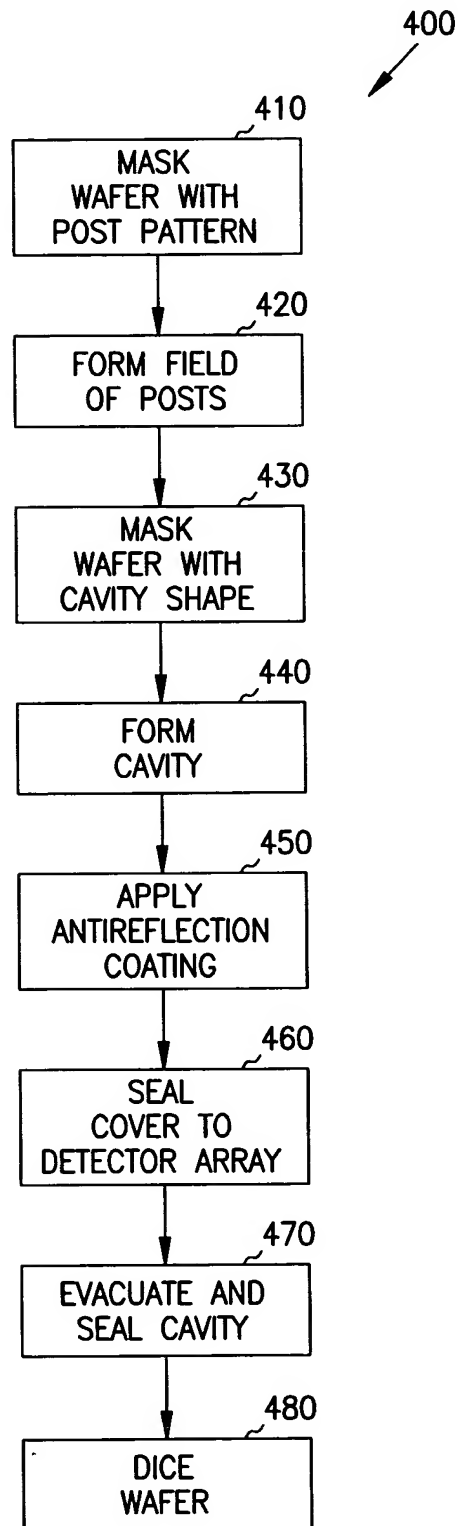 400
410
MASK
WAFER WITH
POST PATTERN
420
FORM FIELD
OF POSTS
430
MASK
WAFER WITH
CAVITY SHAPE
440
FORM
CAVITY
450
APPLY
ANTIREFLECTION
COATING
460
SEAL
COVER TO
DETECTOR ARRAY
470
EVACUATE AND
SEAL CAVITY
480
DICE
WAFER